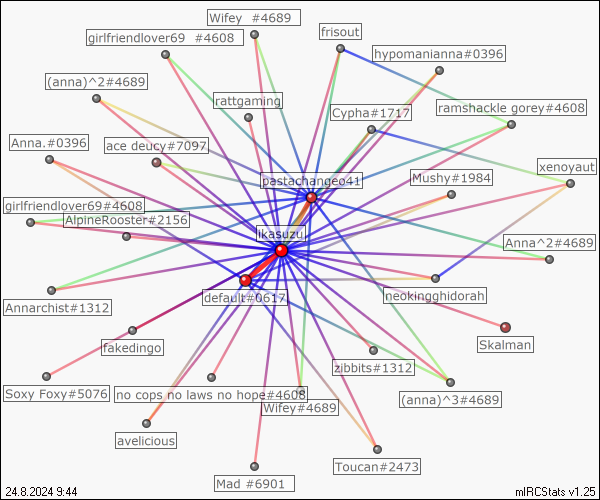 Wifey  #4689
girlfriendlover69  #4608
frisout
hypomanianna#0396
(anna)^2#4689
rattgaming
Cypha#1717
ramshackle gorey#4608
Anna.#0396
ace deucy#7097
xenoyaut
pastachangeo41
Mushy#1984
girlfriendlover69#4608
AlpineRooster#2156
ikasuzu
Anna^2#4689
default#0617
neokingghidorah
Annarchist#1312
fakedingo
Skalman
zibbits#1312
Soxy Foxy#5076
no cops no laws no hope#4608
Wifey#4689
(anna)^3#4689
avelicious
Toucan#2473
Mad #6901
24.8.2024 9:44
mIRCStats v1.25